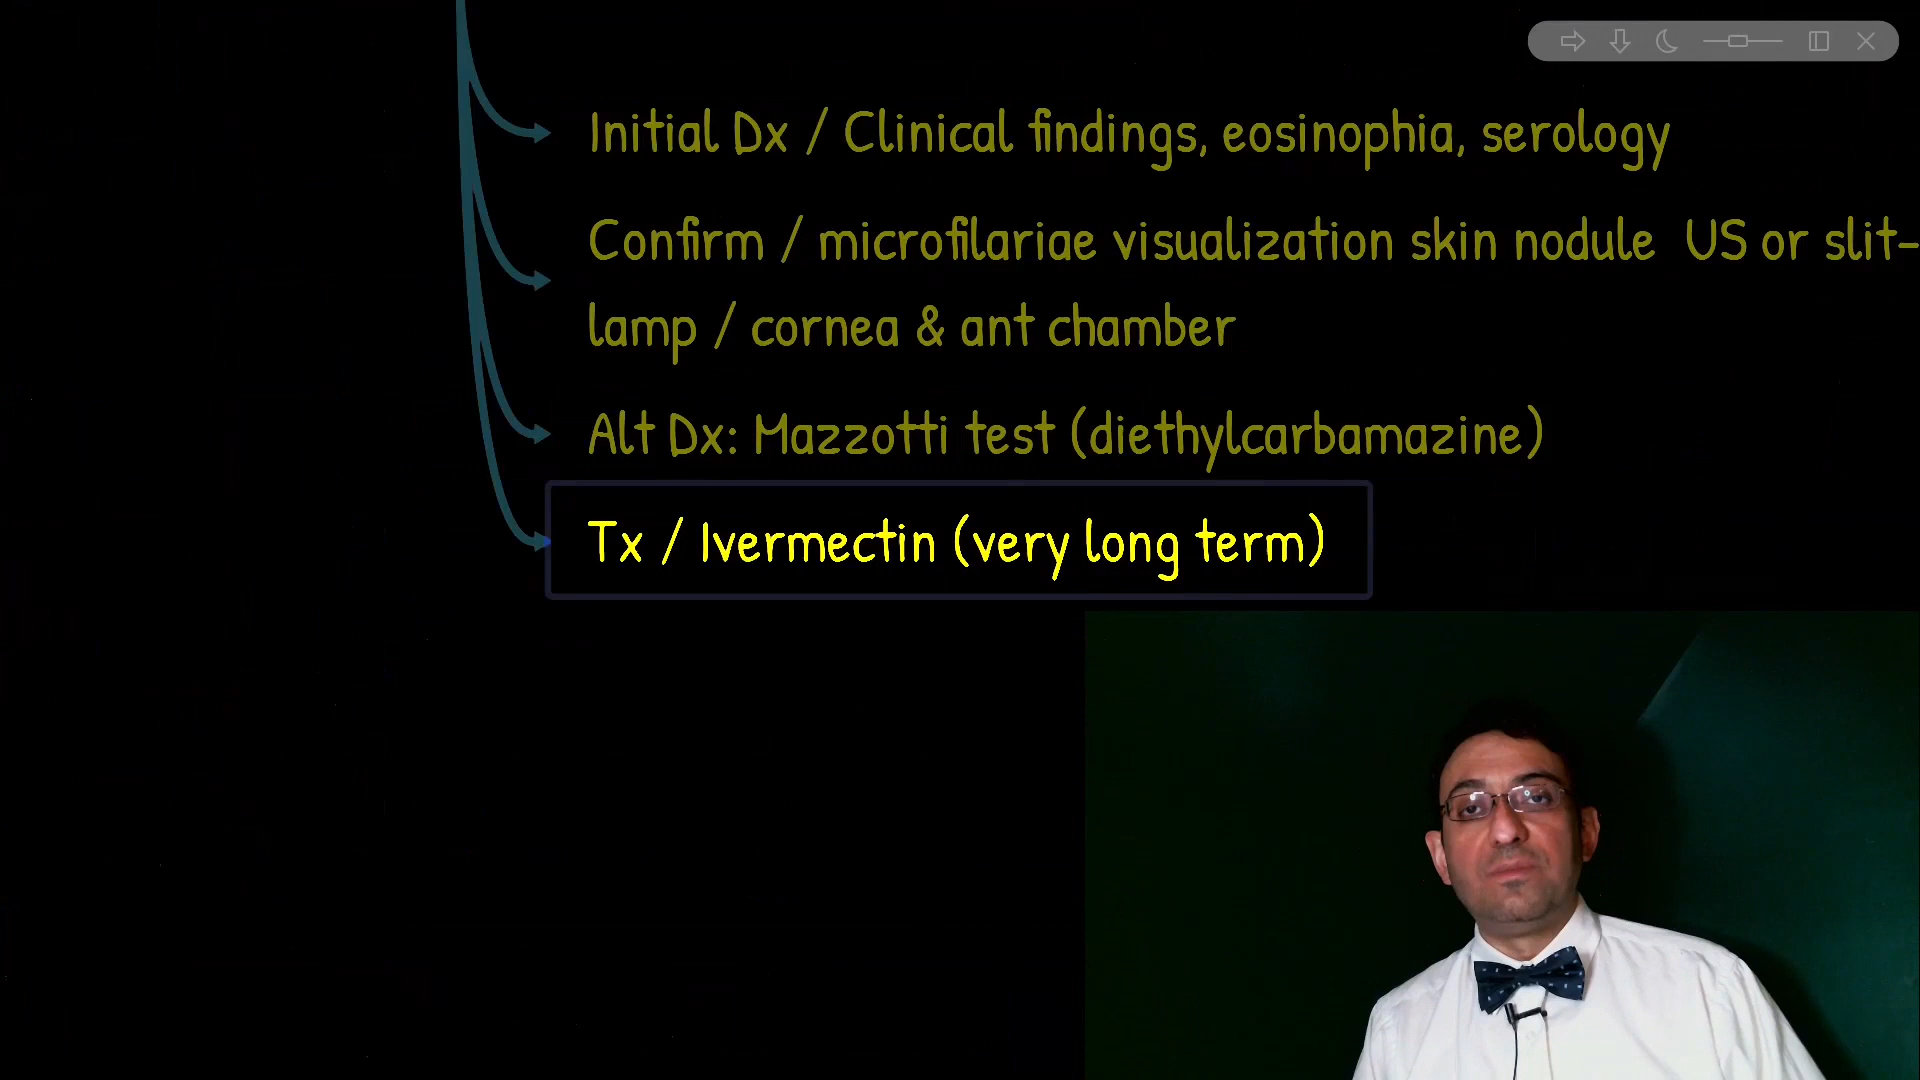 Initial Dx / Clinical findings, eosinophia, serology
Confirm / microfilariae visualization skin nodule  US or slit-
lamp / cornea & ant chamber
Alt Dx: Mazzotti test (diethylcarbamazine)
Tx / Ivermectin (very long term)